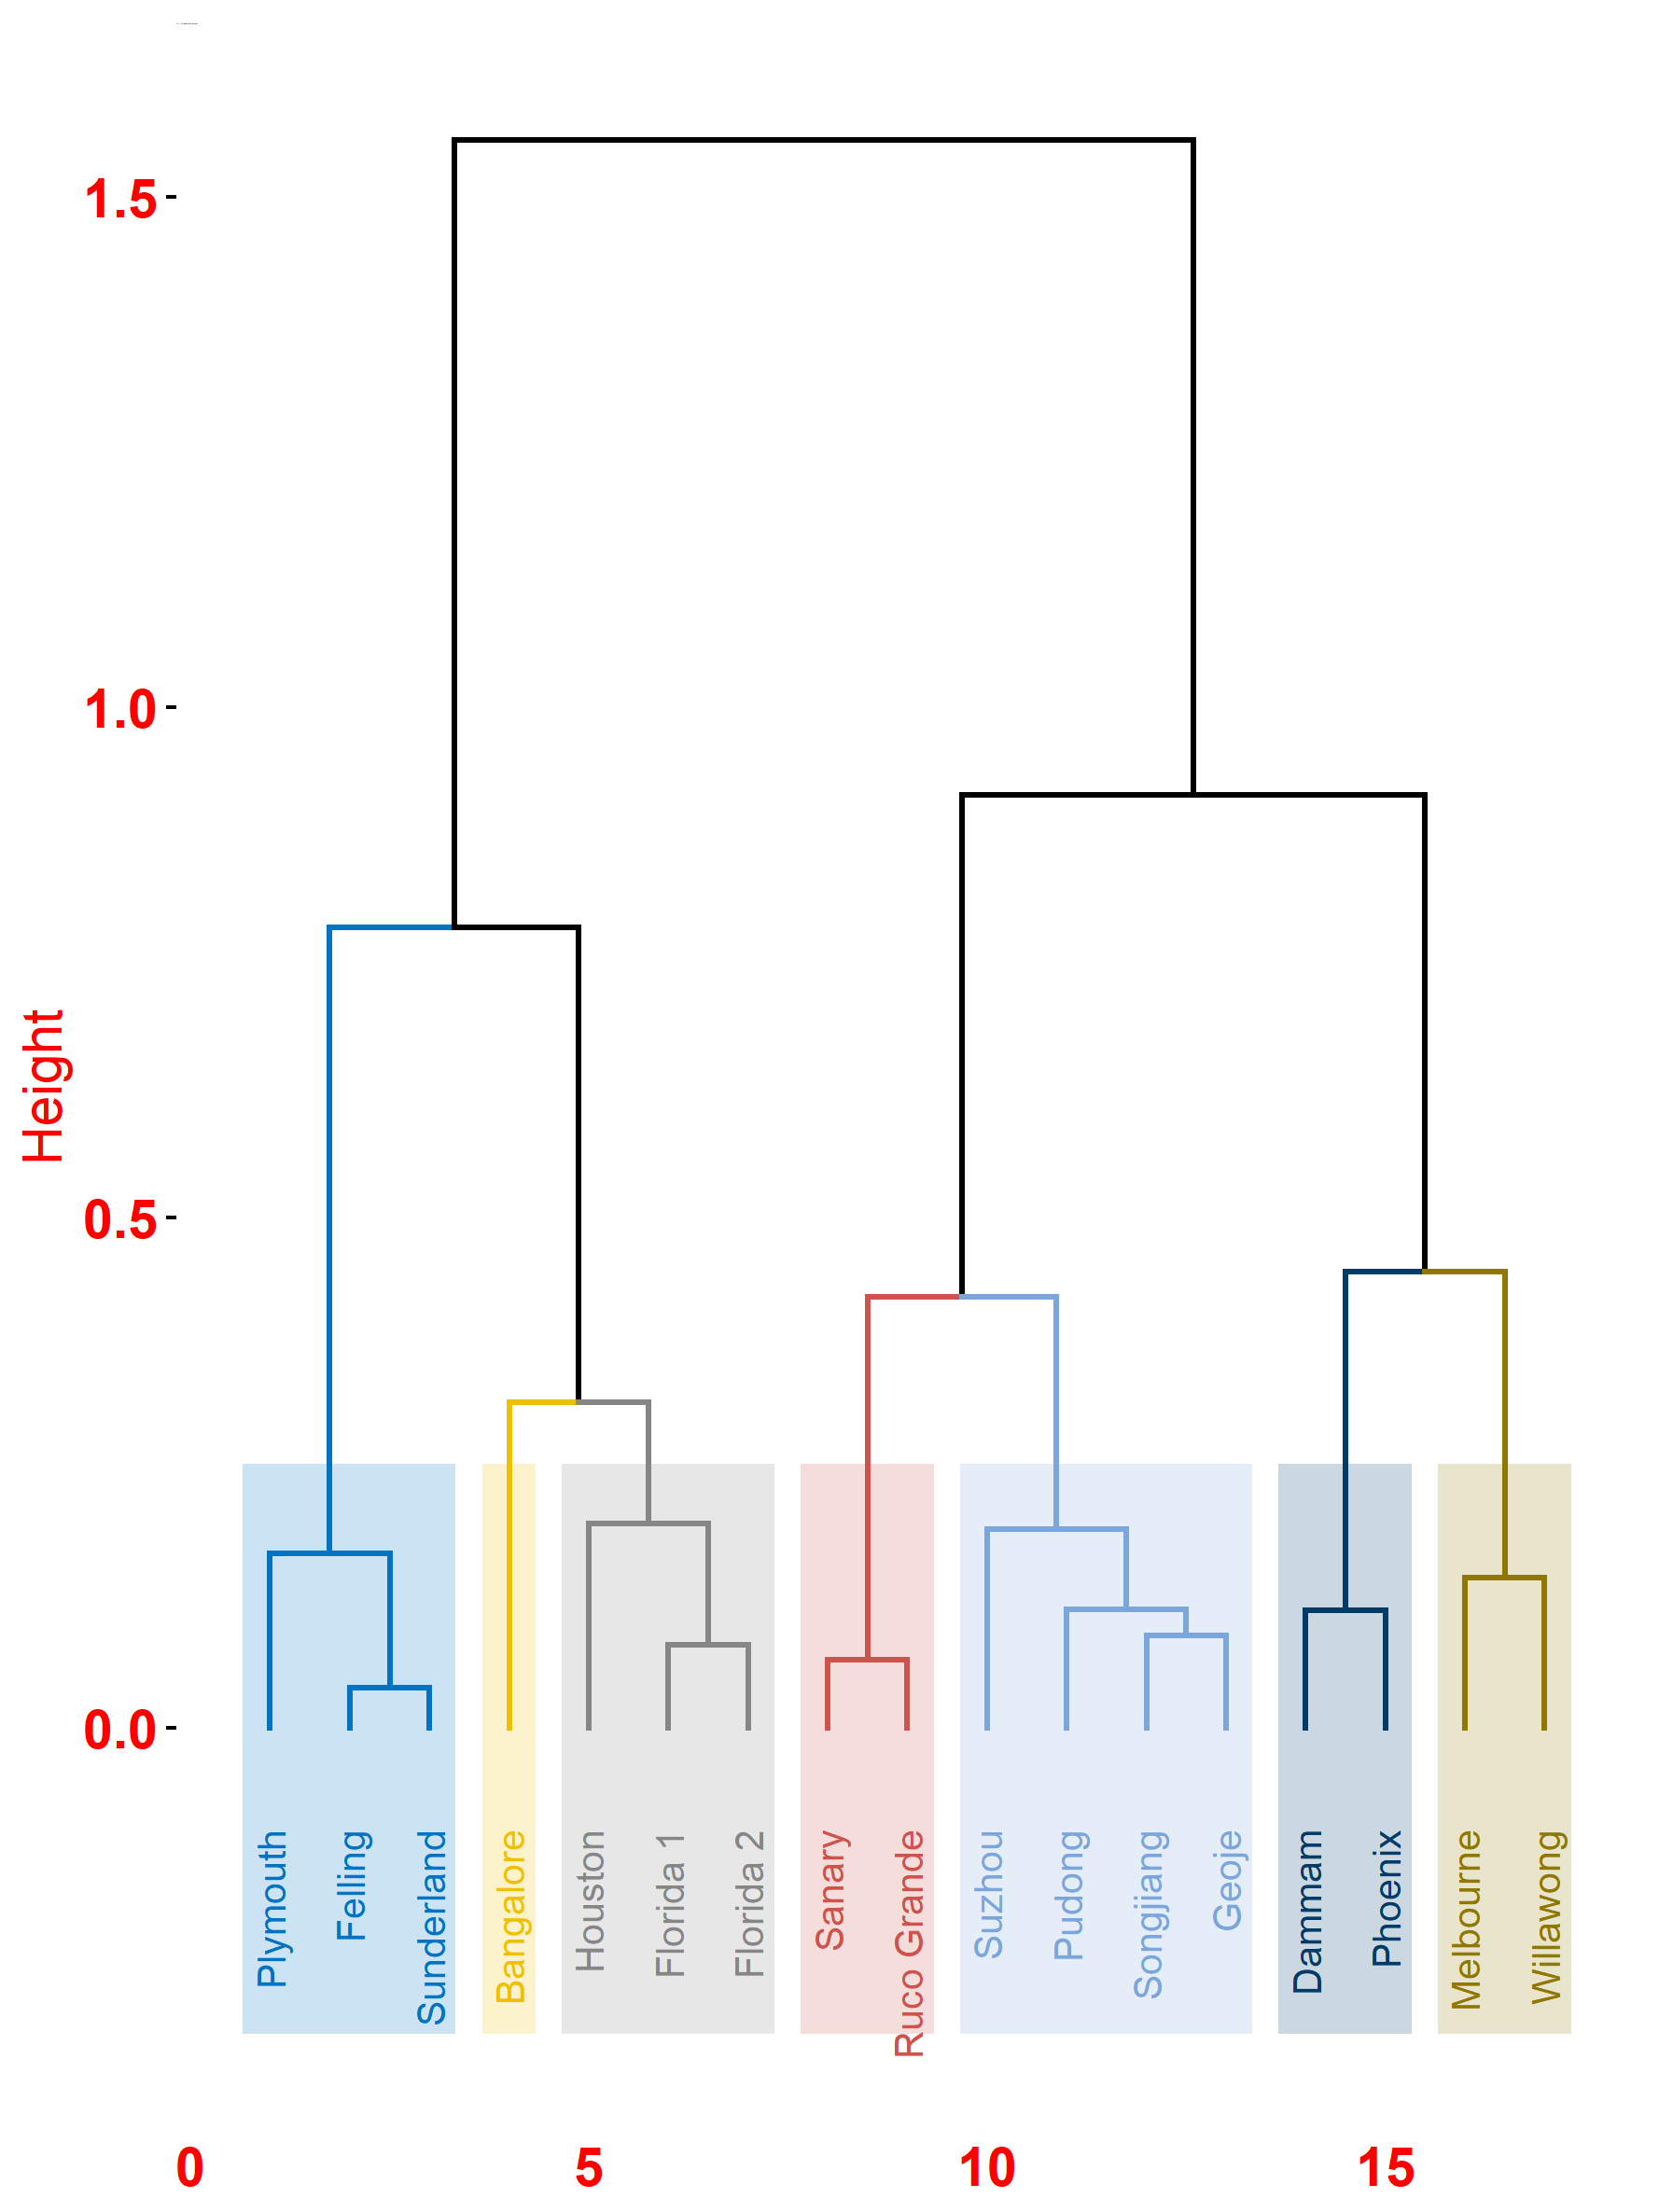 1.5
1.0
0.5
0.0
Height
Plymouth
Felling
Sunderland
Bangalore
Houston
Florida 1
Florida 2
Sanary
Ruco Grande
Suzhou
Pudong
Songjiang
Geoje
Dammam
Phoenix
Melbourne
Willawong
0
5
10
15